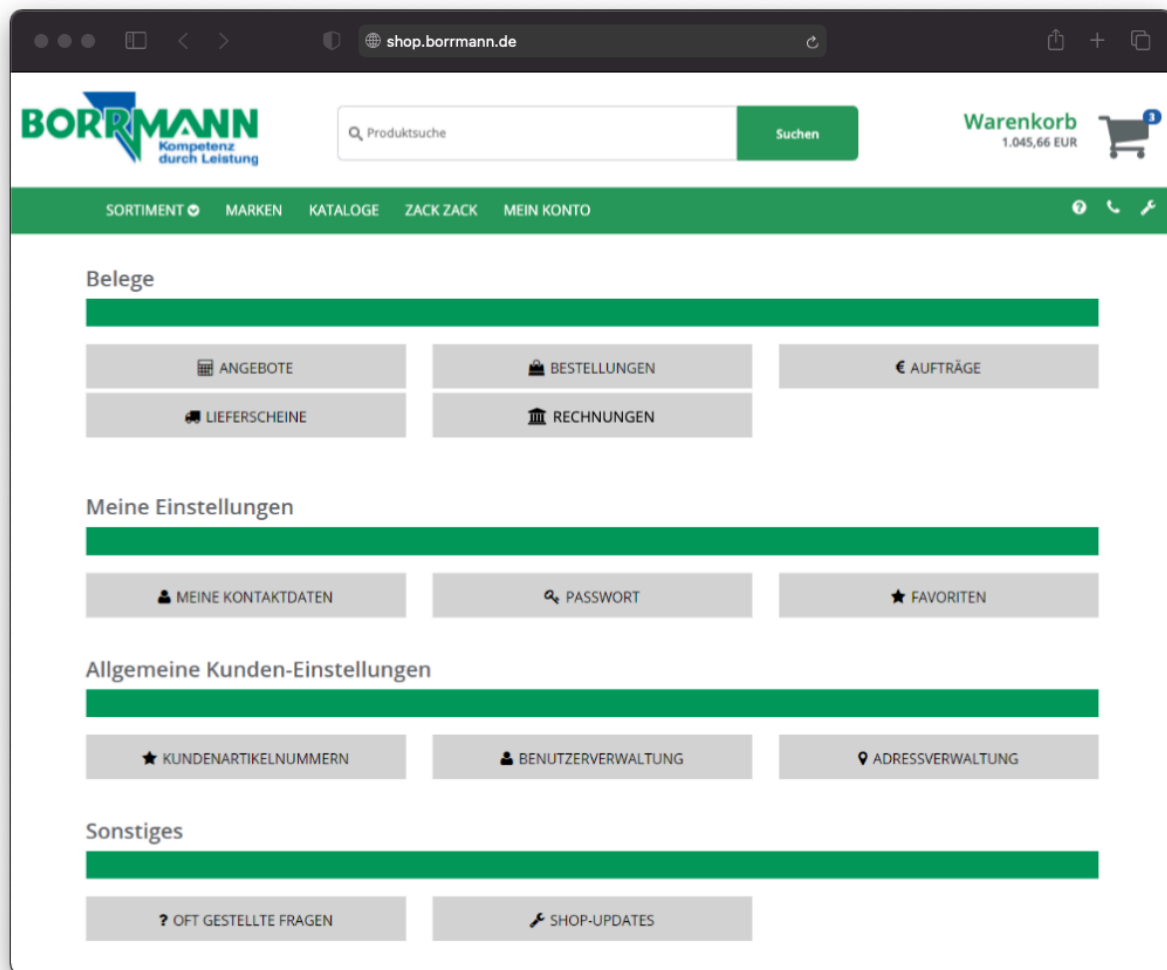 shop.borrmann.de
BORRMANN
Kompetenz
durch Leistung
Produktsuche
Suchen
Warenkorb
1.045,66 EUR
3
SORTIMENT MARKEN KATALOGE ZACK ZACK MEIN KONTO
Belege
ANGEBOTE
BESTELLUNGEN
€ AUFTRÄGE
LIEFERSCHEINE
RECHNUNGEN
Meine Einstellungen
MEINE KONTAKTDATEN
PASSWORT
FAVORITEN
Allgemeine Kunden-Einstellungen
KUNDENARTIKELNUMMERN
BENUTZERVERWALTUNG
ADRESSVERWALTUNG
Sonstiges
? OFT GESTELLTE FRAGEN
SHOP-UPDATES